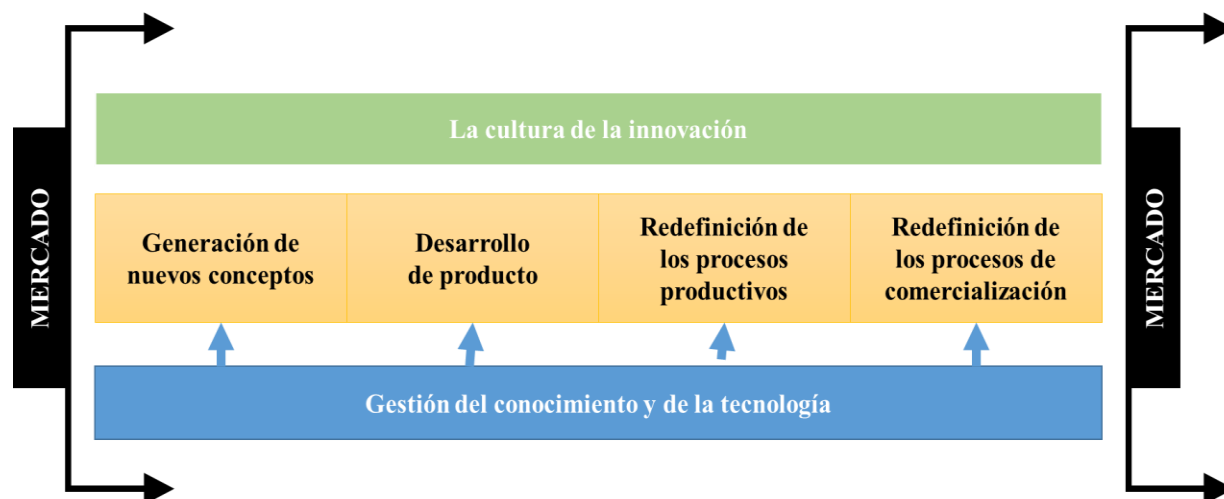 MERCADO
La cultura de la innovación
Generación de
nuevos conceptos
Desarrollo
de producto
Redefinición de
los procesos
productivos
Redefinición de
los procesos de
comercialización
Gestión del conocimiento y de la tecnología
MERCADO